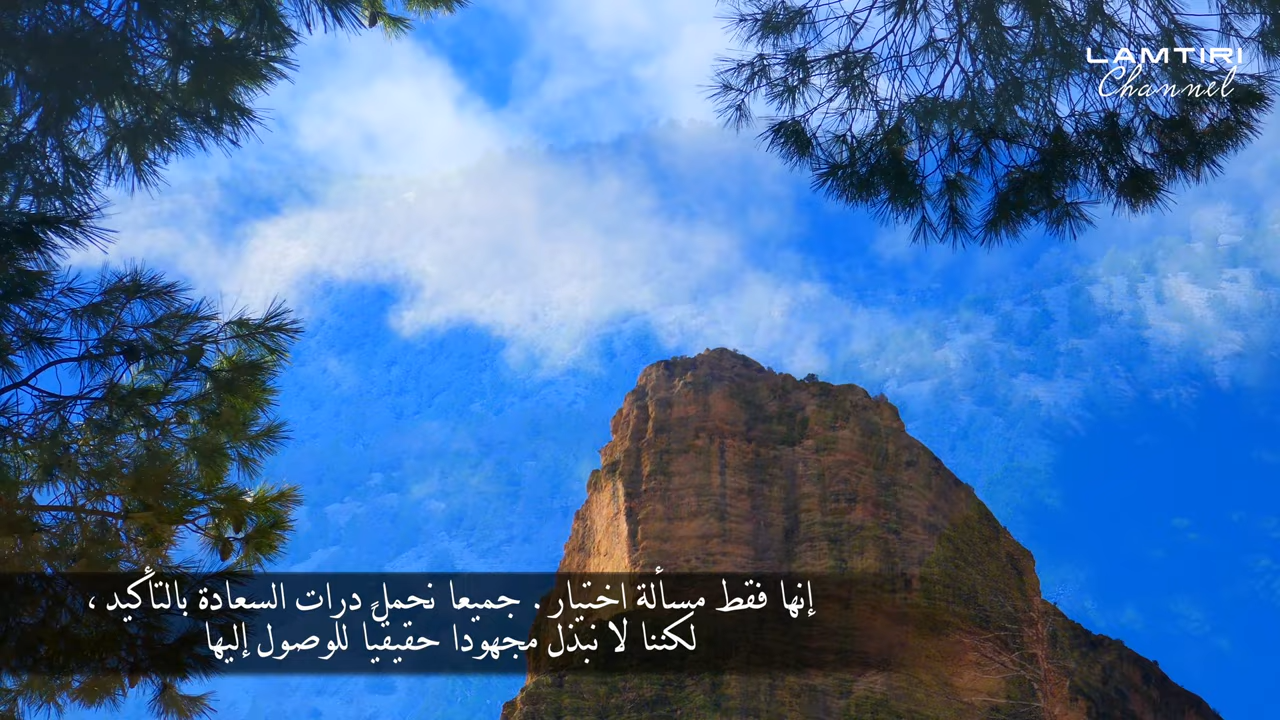 LAMTIRI
Channel
إنها فقط مسألة اختيار . جميعا نحملٍ درات السعادة بالتأكيد ،
لكننا لا نبذل مجهودا حقيقيا للوصول إليها